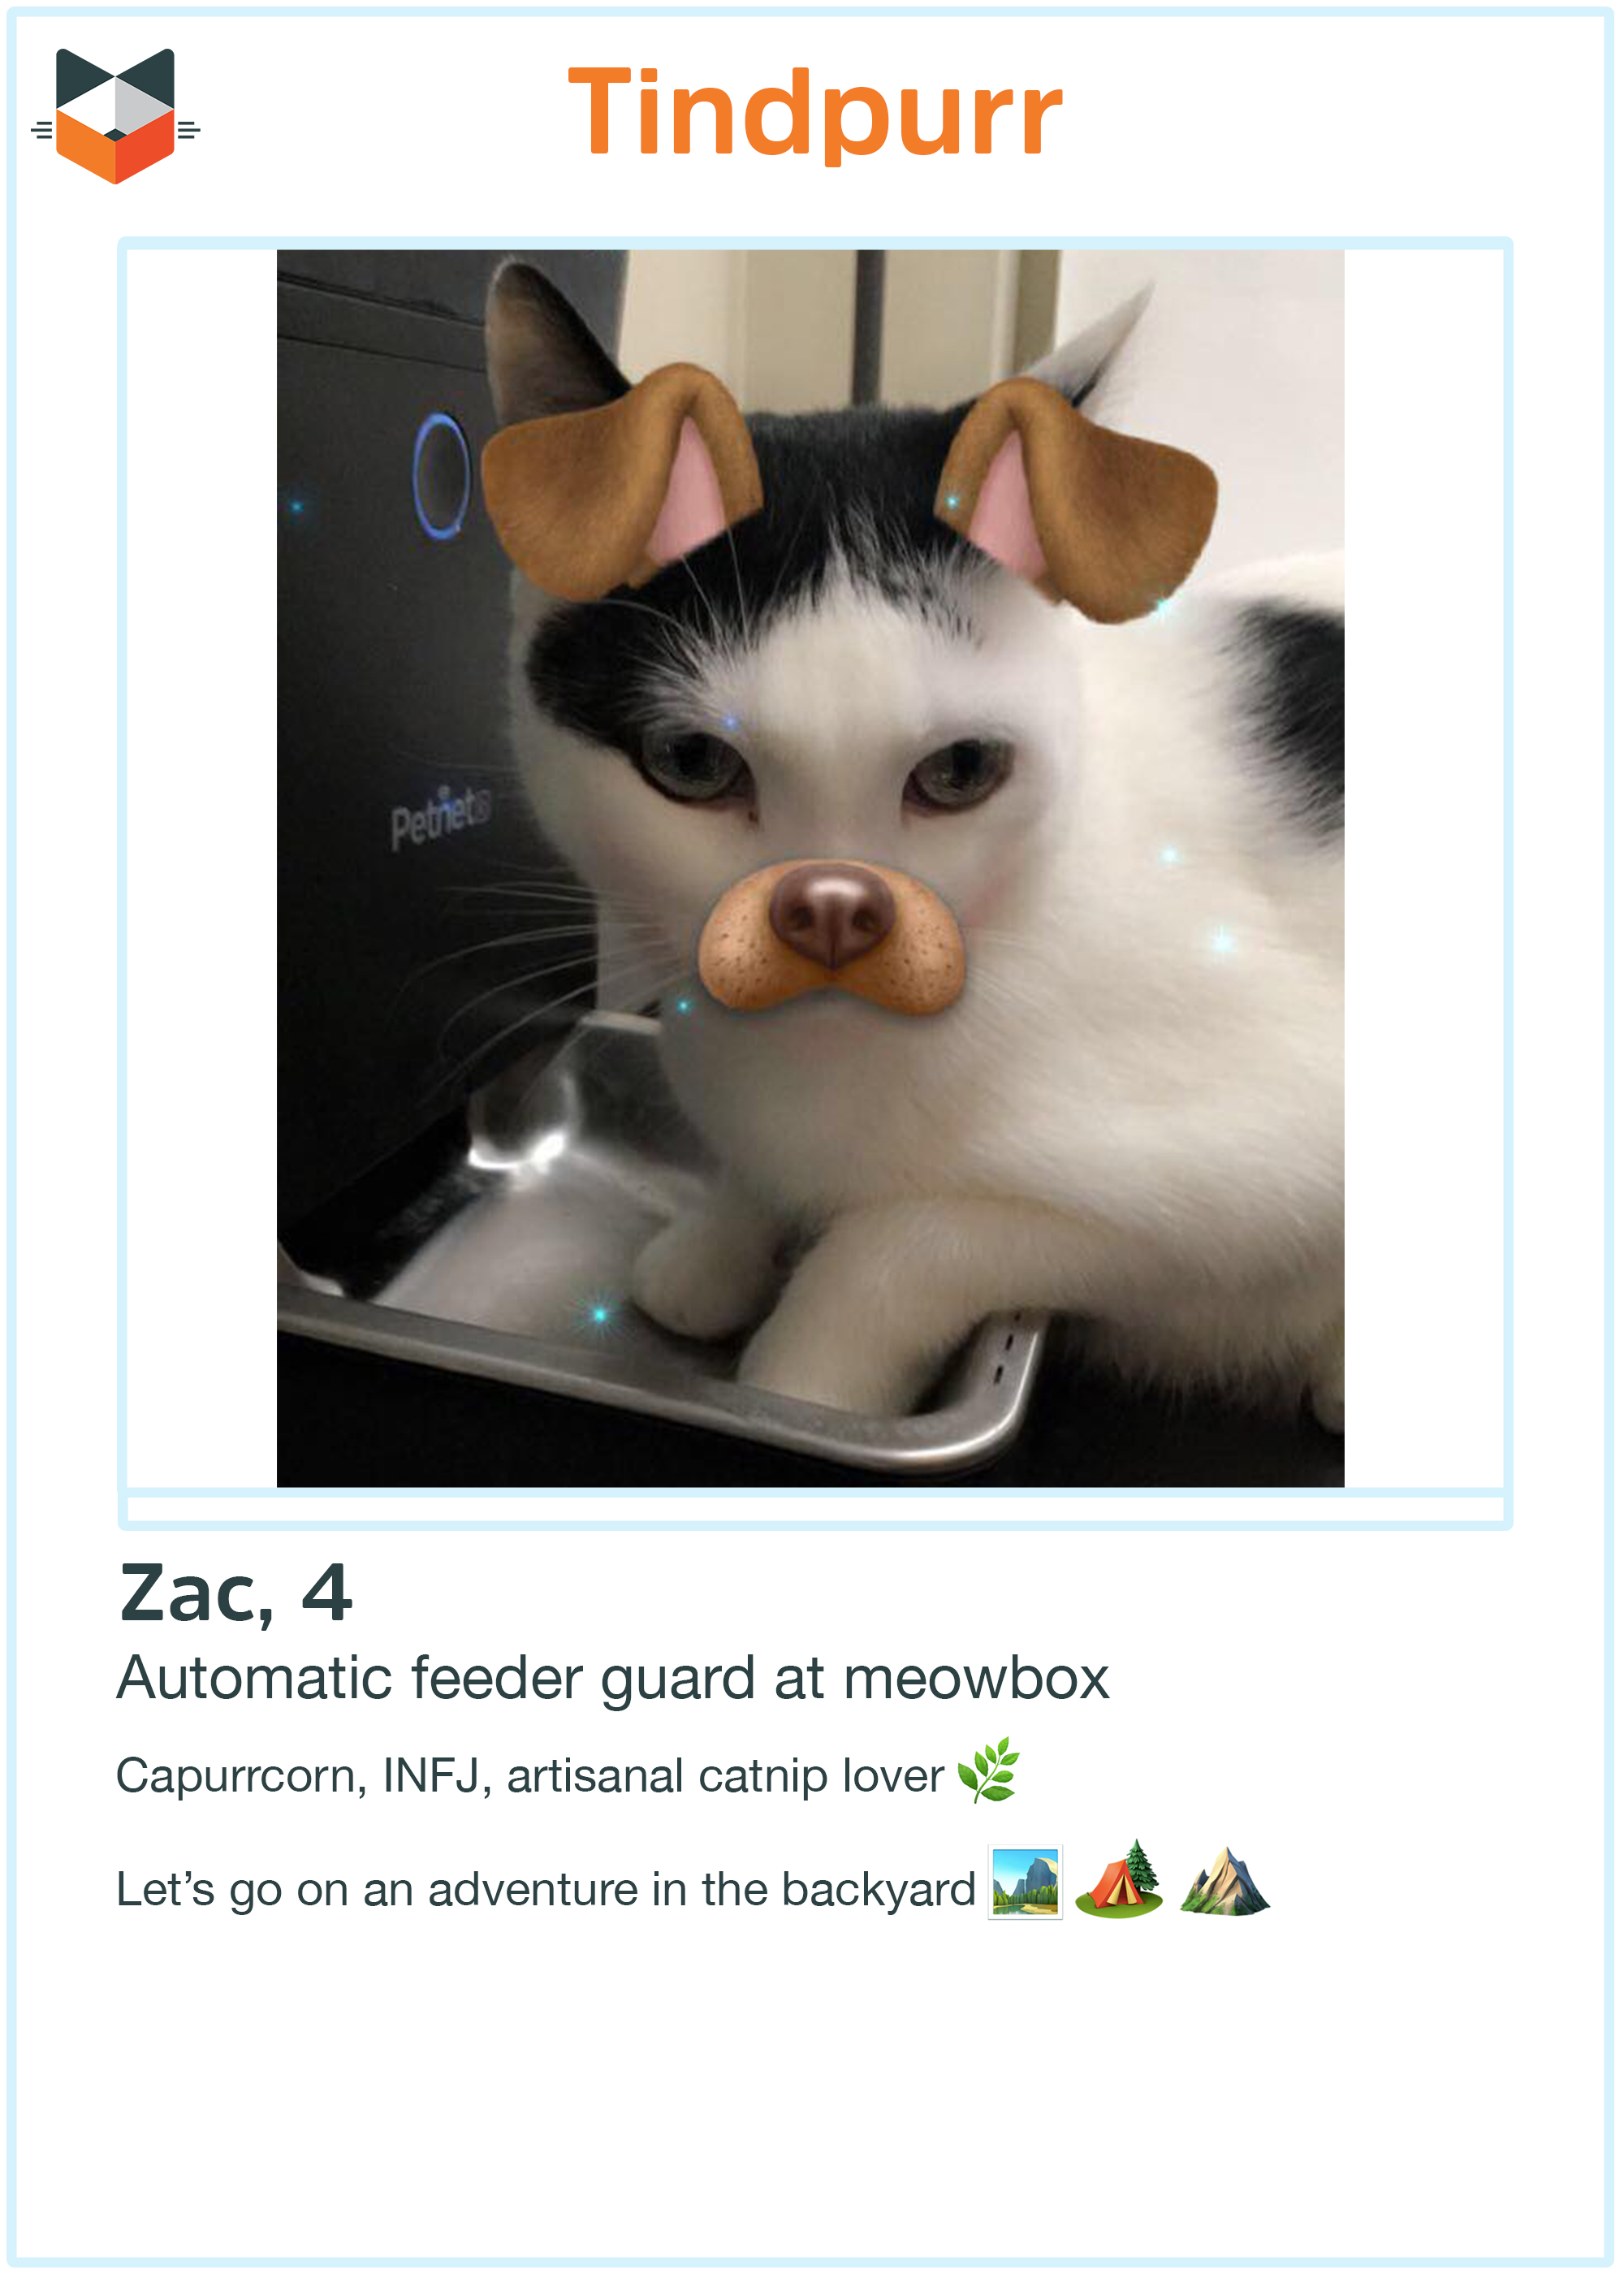 Tindpurr
Petnet®
Zac, 4
Automatic feeder guard at meowbox
Capurrcorn, INFJ, artisanal catnip lover 🌿
Let’s go on an adventure in the backyard 🏞️ 🏕️ ⛰️